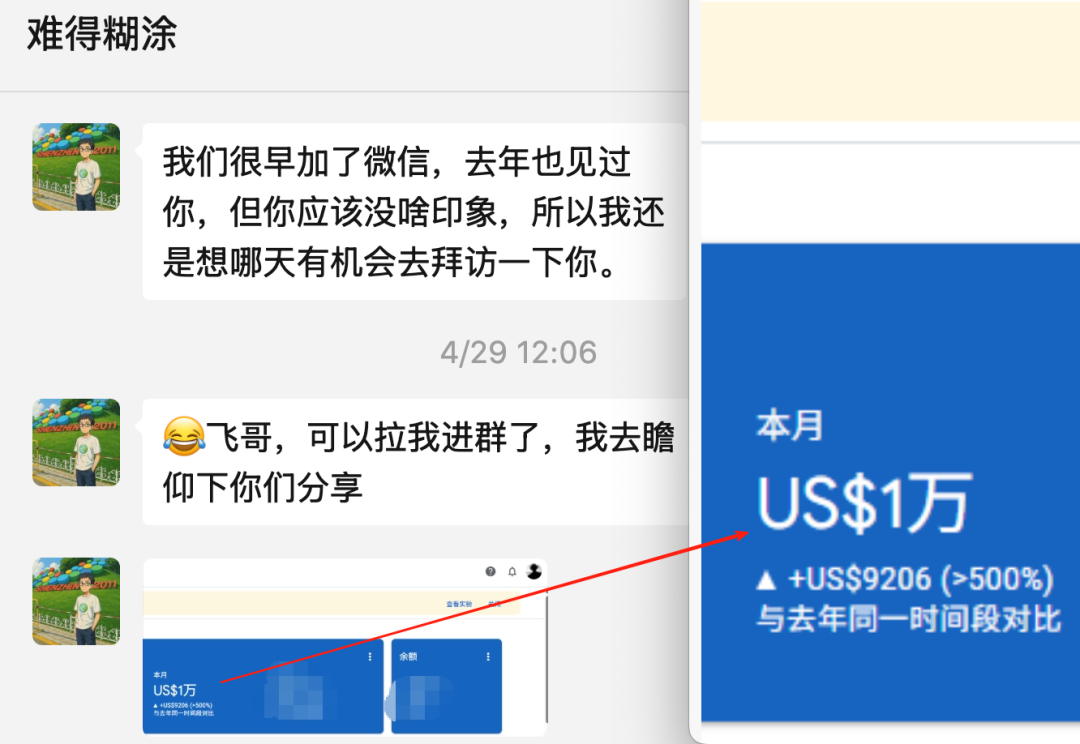 难得糊涂
我们很早加了微信，去年也见过
你，但你应该没啥印象，所以我还
是想哪天有机会去拜访一下你。
4/29 12:06
😂飞哥，可以拉我进群了，我去瞻
仰下你们分享
查看实验
本月
US$1万
▲ +US$9206 (>500%)
与去年同一时间段对比
余额
本月
US$1万
▲ +US$9206 (>500%)
与去年同一时间段对比